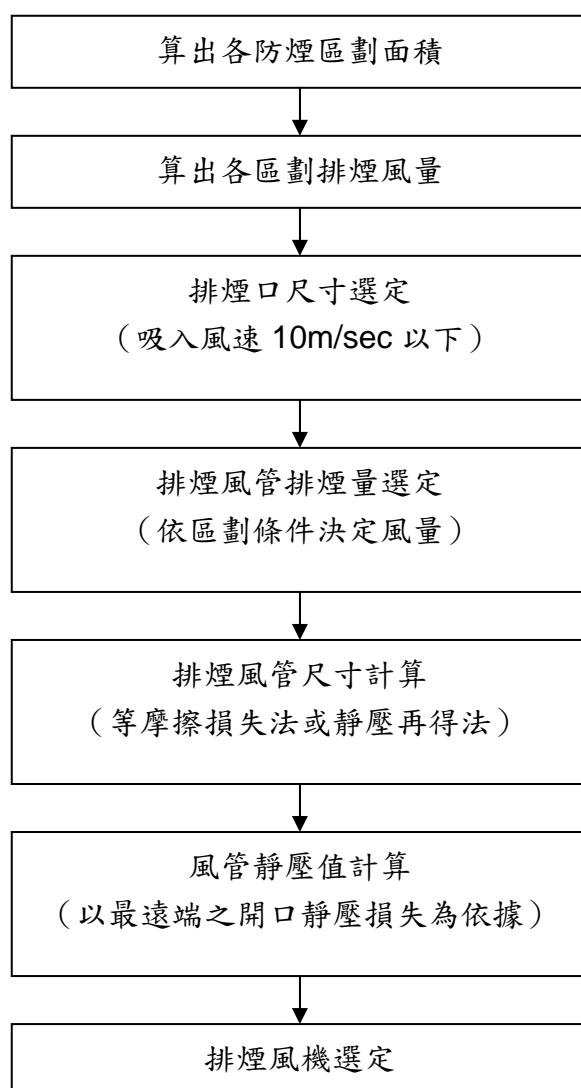 算出各防煙區劃面積
算出各區劃排煙風量
排煙口尺寸選定
（吸入風速 10m/sec 以下）
排煙風管排煙量選定
（依區劃條件決定風量）
排煙風管尺寸計算
（等摩擦損失法或靜壓再得法）
風管靜壓值計算
（以最遠端之開口靜壓損失為依據）
排煙風機選定